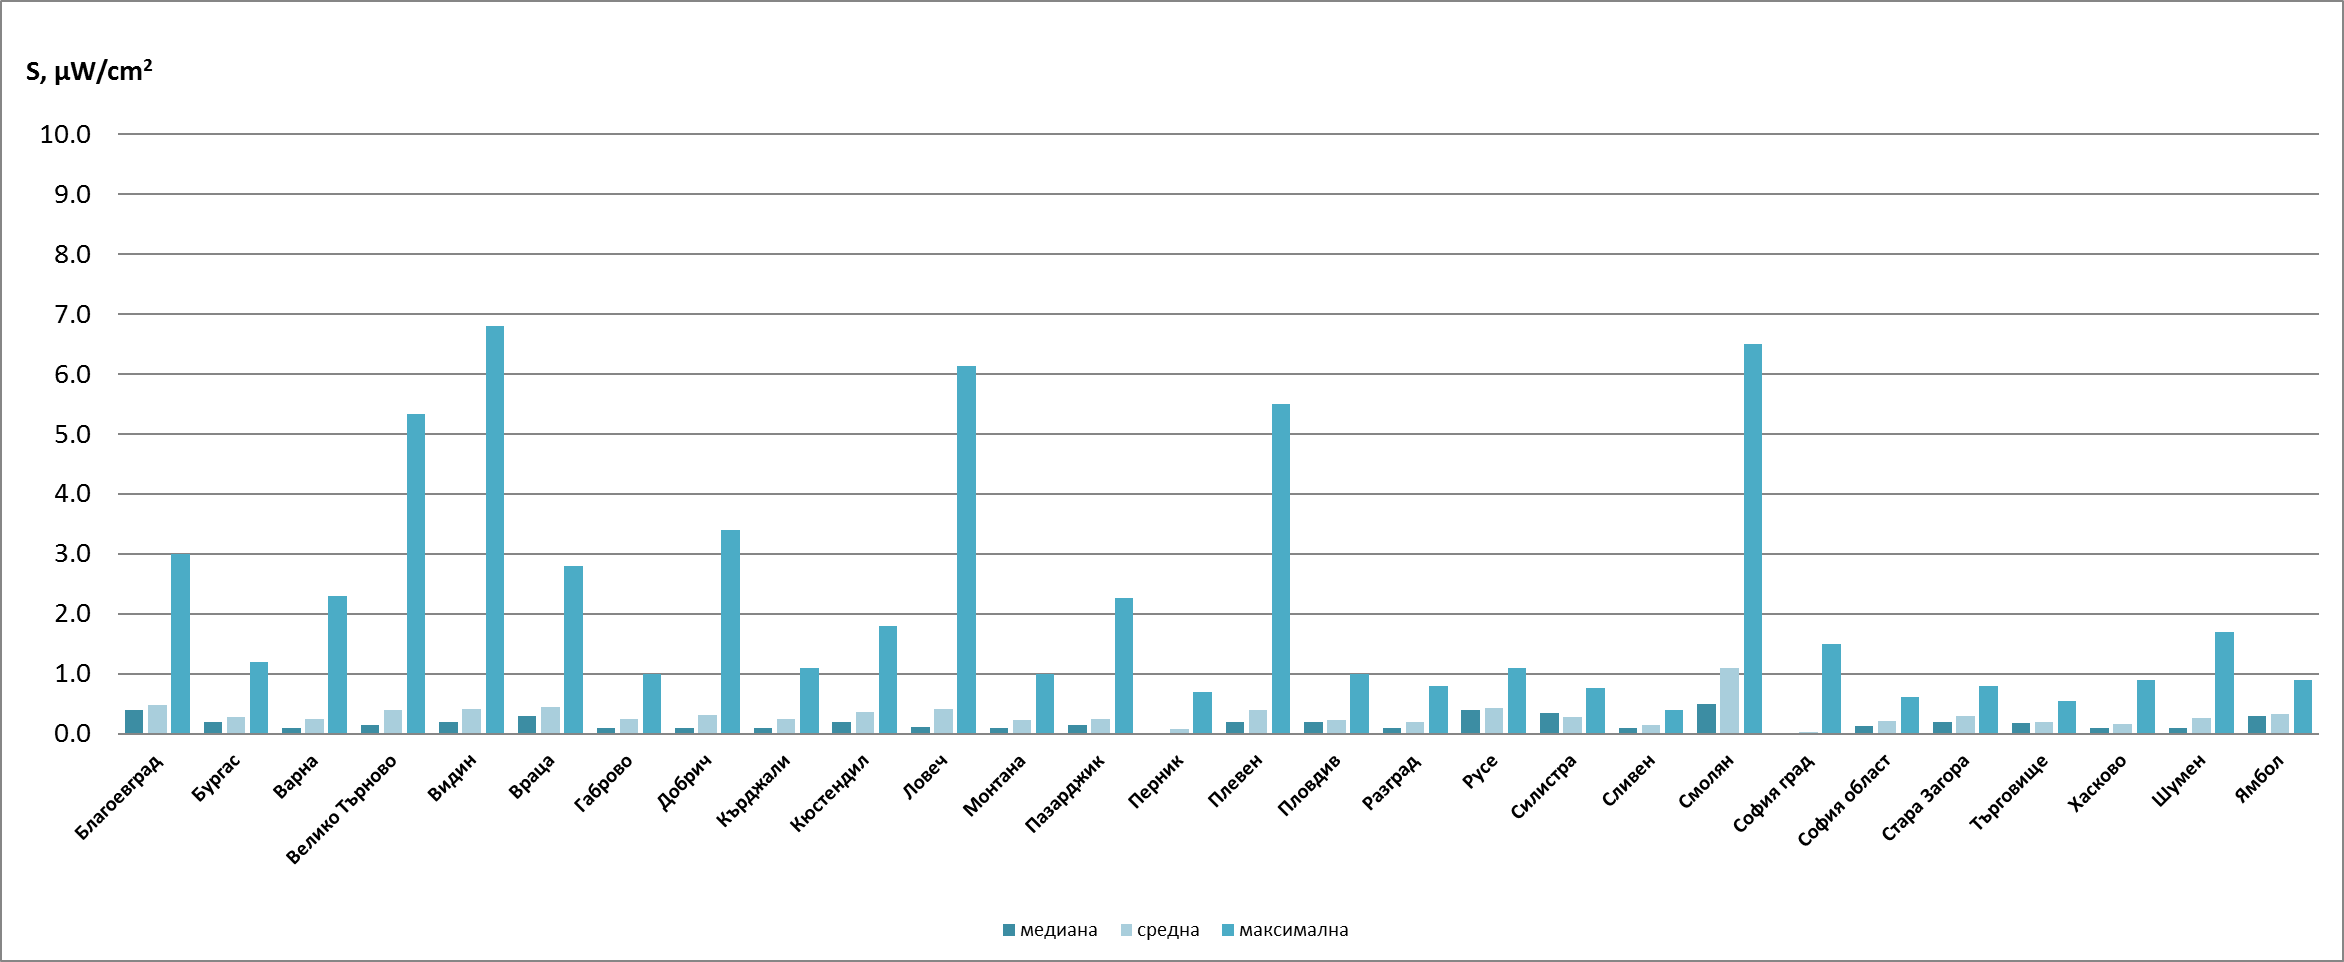 S, μW/cm²
10.0
9.0
8.0
7.0
6.0
5.0
4.0
3.0
2.0
1.0
0.0
Благоевград
Бургас
Варна
Велико Търново
Видин
Враца
Габрово
Добрич
Кърджали
Кюстендил
Ловеч
Монтана
Пазарджик
Перник
Плевен
Пловдив
Разград
Русе
Силистра
Сливен
Смолян
София град
София област
Стара Загора
Търговище
Хасково
Шумен
Ямбол
медиана средна максимална